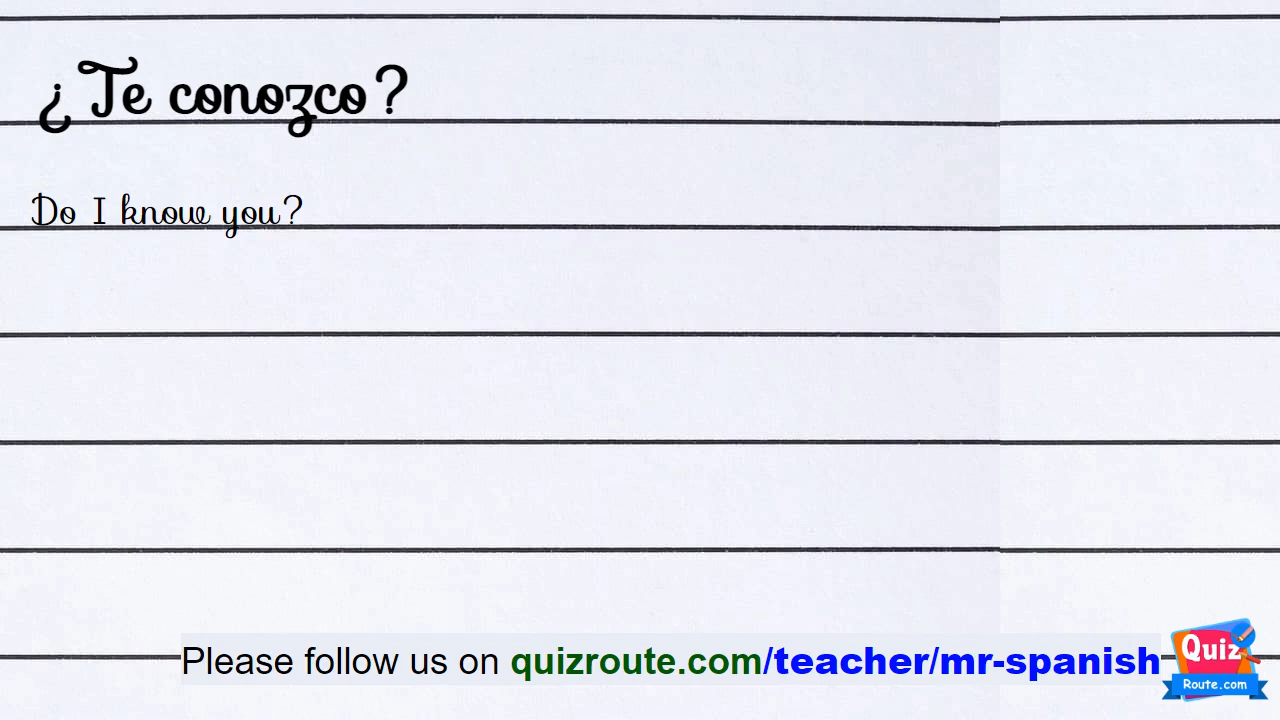 ¿Te conozco?
Do I know you?
Please follow us on quizroute.com/teacher/mr-spanish
Quiz
Route.com